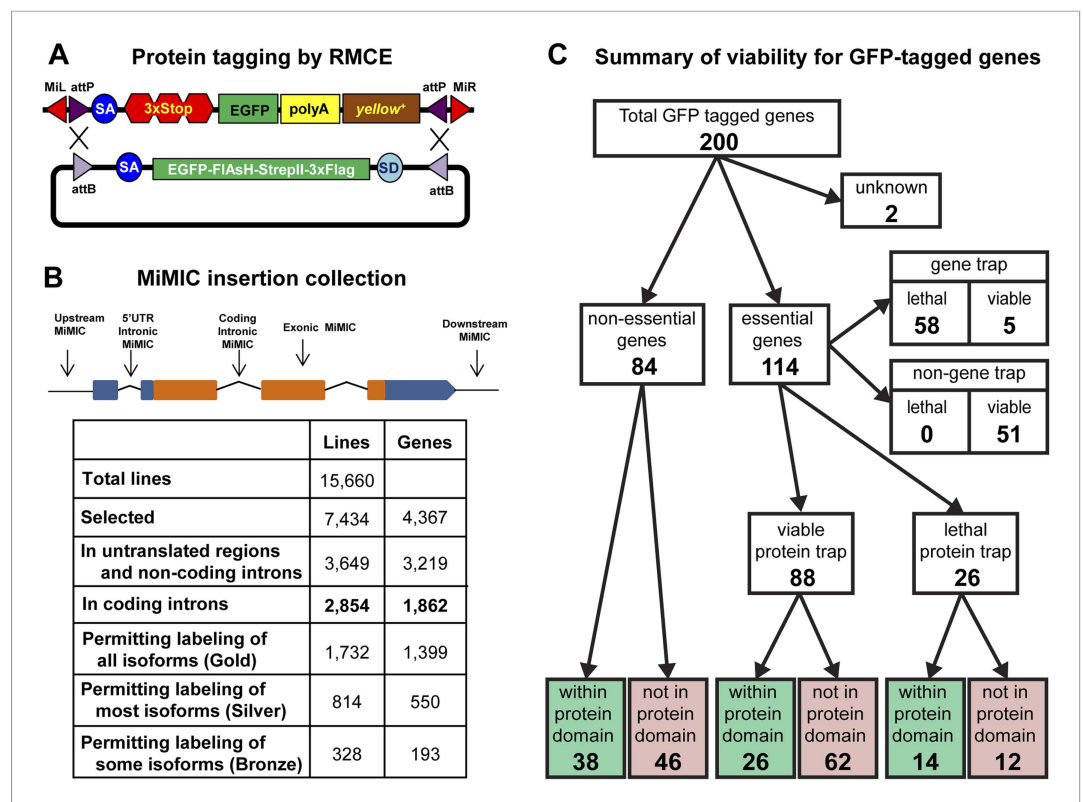 A Protein tagging by RMCE
MiL attP attP MiR
SA 3xStop EGFP polyA yellow⁺
SA EGFP-FlAsH-StrepII-3xFlag SD
attB attB
B MiMIC insertion collection
Upstream
MiMIC
5'UTR
Intronic
MiMIC
Coding
Intronic
MiMIC
Exonic MiMIC
Downstream
MiMIC
Lines Genes
Total lines 15,660
Selected 7,434 4,367
In untranslated regions
and non-coding introns 3,649 3,219
In coding introns 2,854 1,862
Permitting labeling of
all isoforms (Gold) 1,732 1,399
Permitting labeling of
most isoforms (Silver) 814 550
Permitting labeling of
some isoforms (Bronze) 328 193
C Summary of viability for GFP-tagged genes
Total GFP tagged genes
200
unknown
2
non-essential
genes
84
essential
genes
114
gene trap
lethal viable
58 5
non-gene trap
lethal viable
0 51
viable
protein trap
88
lethal
protein trap
26
within
protein
domain
38
not in
protein
domain
46
within
protein
domain
26
not in
protein
domain
62
within
protein
domain
14
not in
protein
domain
12